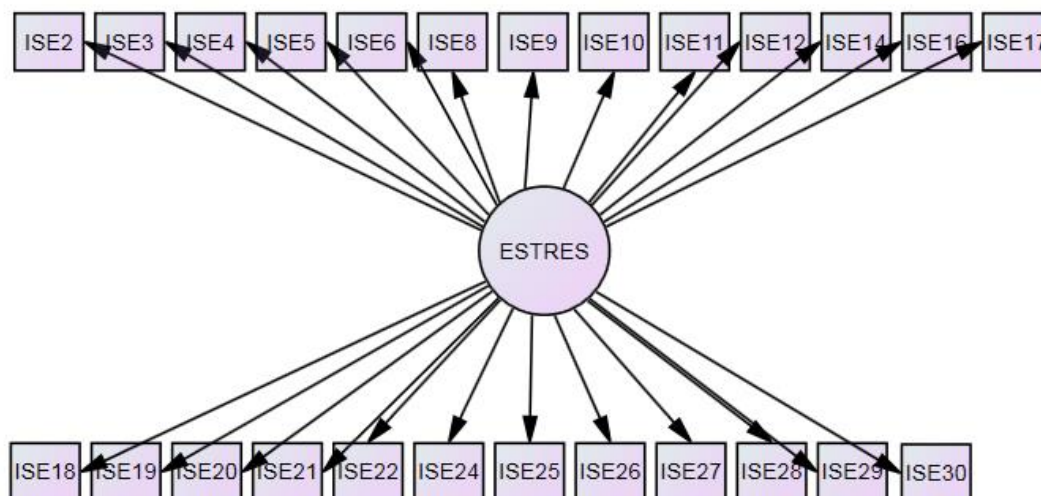 ISE2 ISE3 ISE4 ISE5 ISE6 ISE8 ISE9 ISE10 ISE11 ISE12 ISE14 ISE16 ISE17
ESTRES
ISE18 ISE19 ISE20 ISE21 ISE22 ISE24 ISE25 ISE26 ISE27 ISE28 ISE29 ISE30